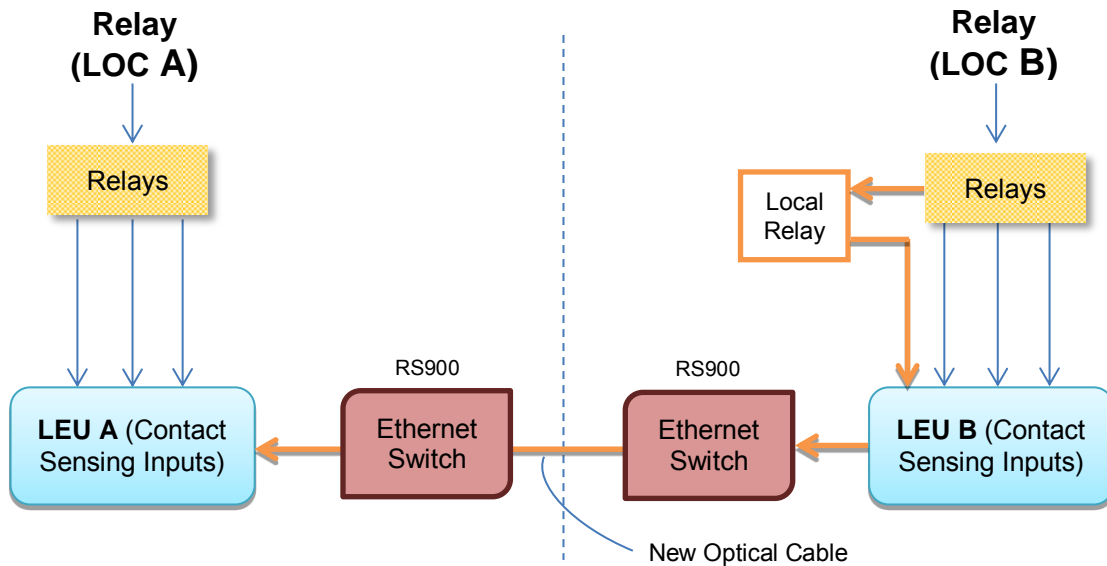 Relay
(LOC A)
Relay
(LOC B)
Relays
Local
Relay
Relays
RS900
RS900
LEU A (Contact
Sensing Inputs)
Ethernet
Switch
Ethernet
Switch
LEU B (Contact
Sensing Inputs)
New Optical Cable